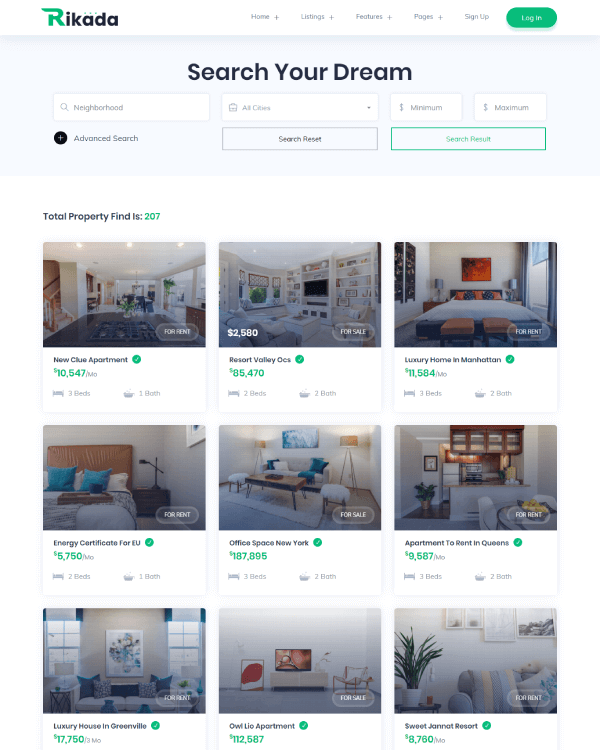 Rikada
Home + Listings + Features + Pages + Sign Up Log In
Search Your Dream
Neighborhood All Cities $ Minimum $ Maximum
+ Advanced Search Search Reset Search Result
Total Property Find Is: 207
FOR RENT
New Clue Apartment
$10,547/Mo
3 Beds 1 Bath
$2,580 FOR SALE
Resort Valley Ocs
$85,470
2 Beds 2 Bath
FOR RENT
Luxury Home In Manhattan
$11,584/Mo
3 Beds 2 Bath
FOR RENT
Energy Certificate For EU
$5,750/Mo
2 Beds 1 Bath
FOR SALE
Office Space New York
$187,895
3 Beds 2 Bath
FOR RENT
Apartment To Rent In Queens
$9,587/Mo
3 Beds 2 Bath
FOR RENT
Luxury House In Greenville
$17,750/3 Mo
FOR SALE
Owl Lio Apartment
$112,587
FOR RENT
Sweet Jannat Resort
$8,760/Mo